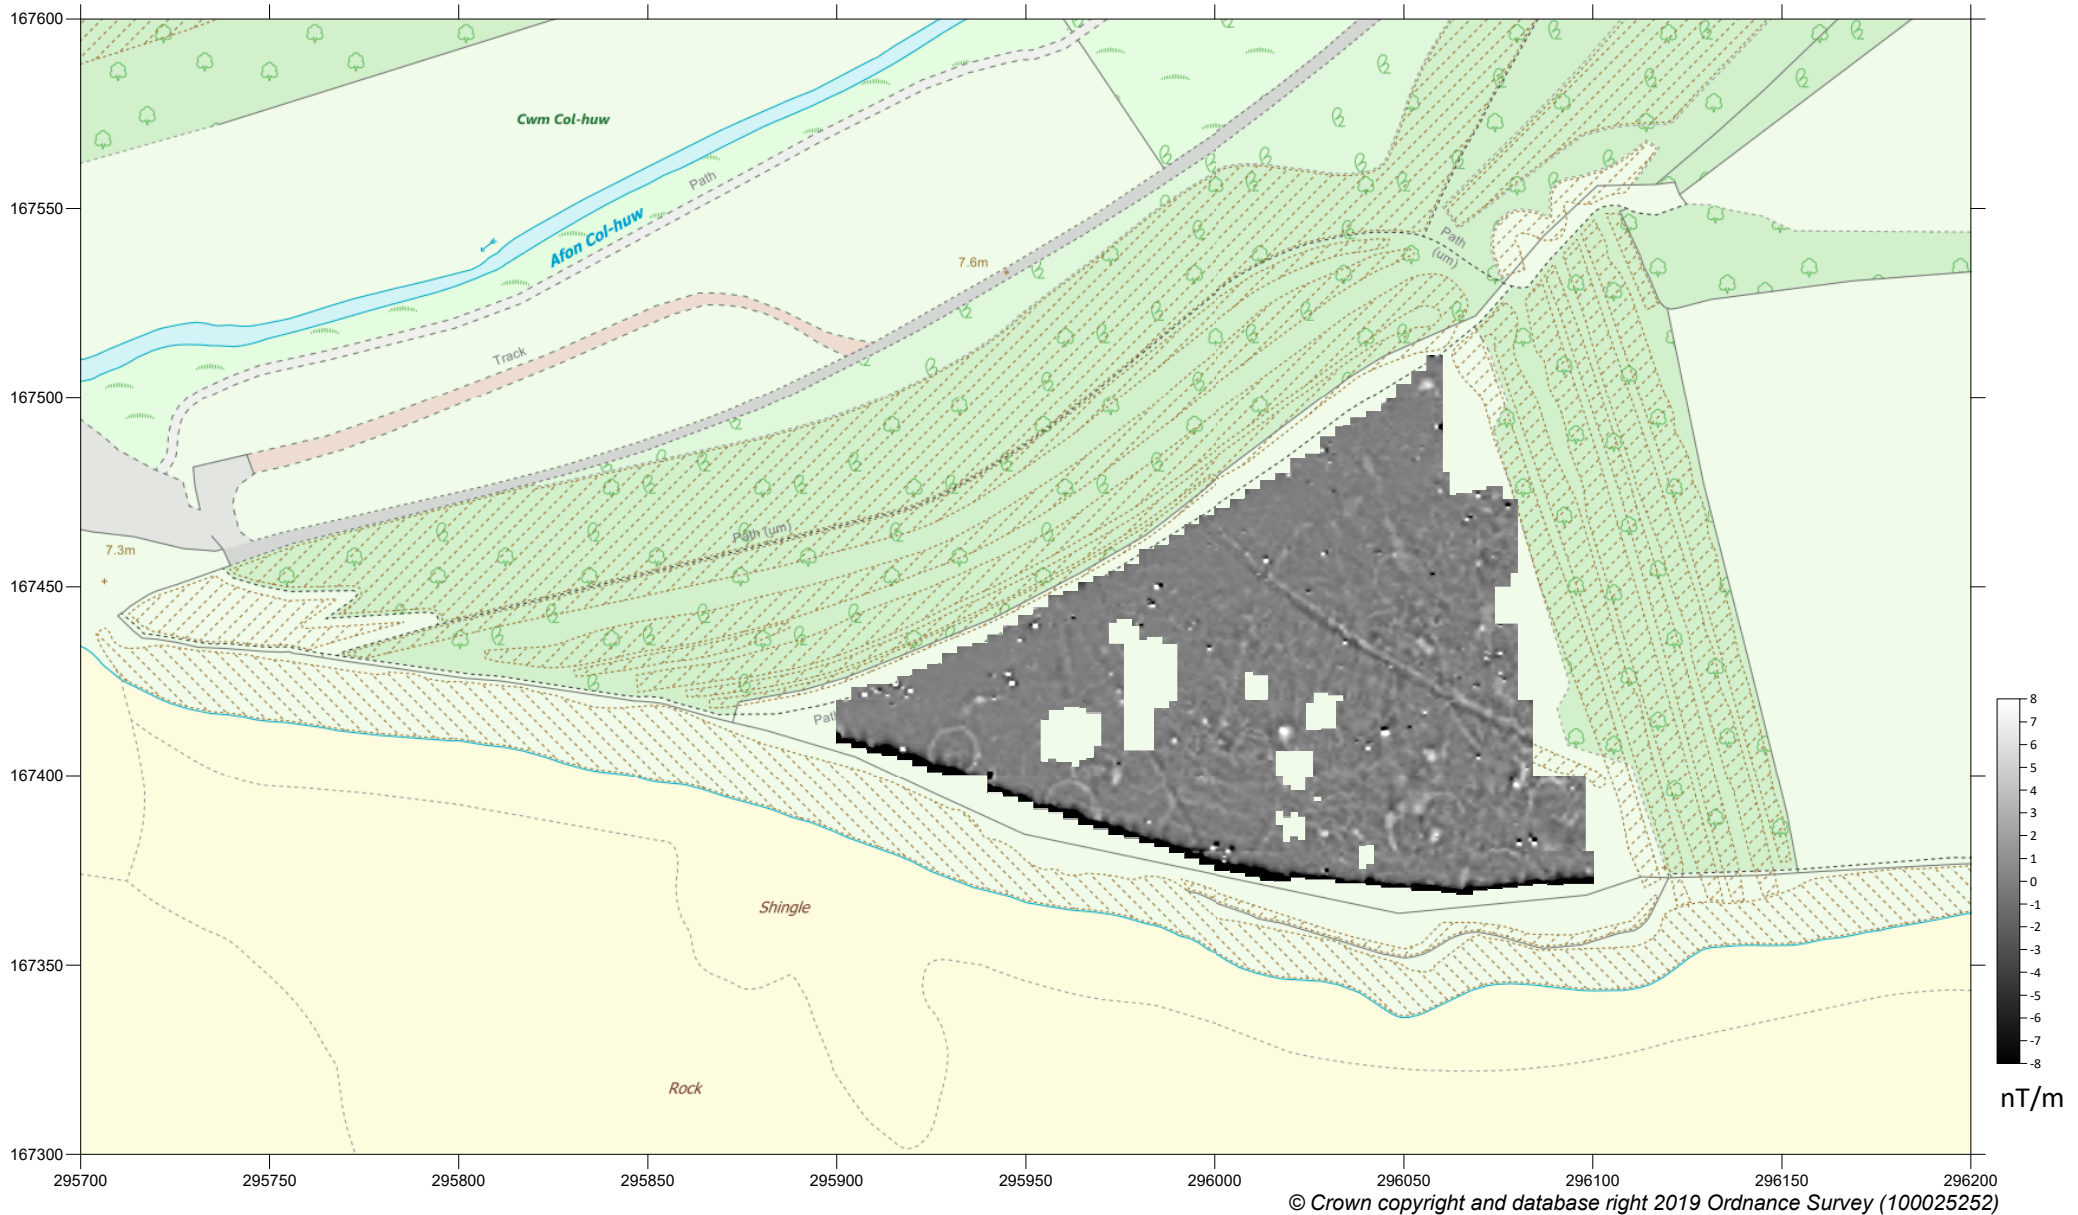 167600
Cwm Col-huw
Path
167550
Afon Col-huw
Path
(um)
7.6m
Track
167500
Path (um)
7.3m
167450
Path
167400
8
7
6
5
4
3
2
1
0
-1
-2
-3
-4
-5
-6
-7
-8
nT/m
Shingle
167350
Rock
167300
295700
295750
295800
295850
295900
295950
296000
296050
296100
296150
296200
© Crown copyright and database right 2019 Ordnance Survey (100025252)